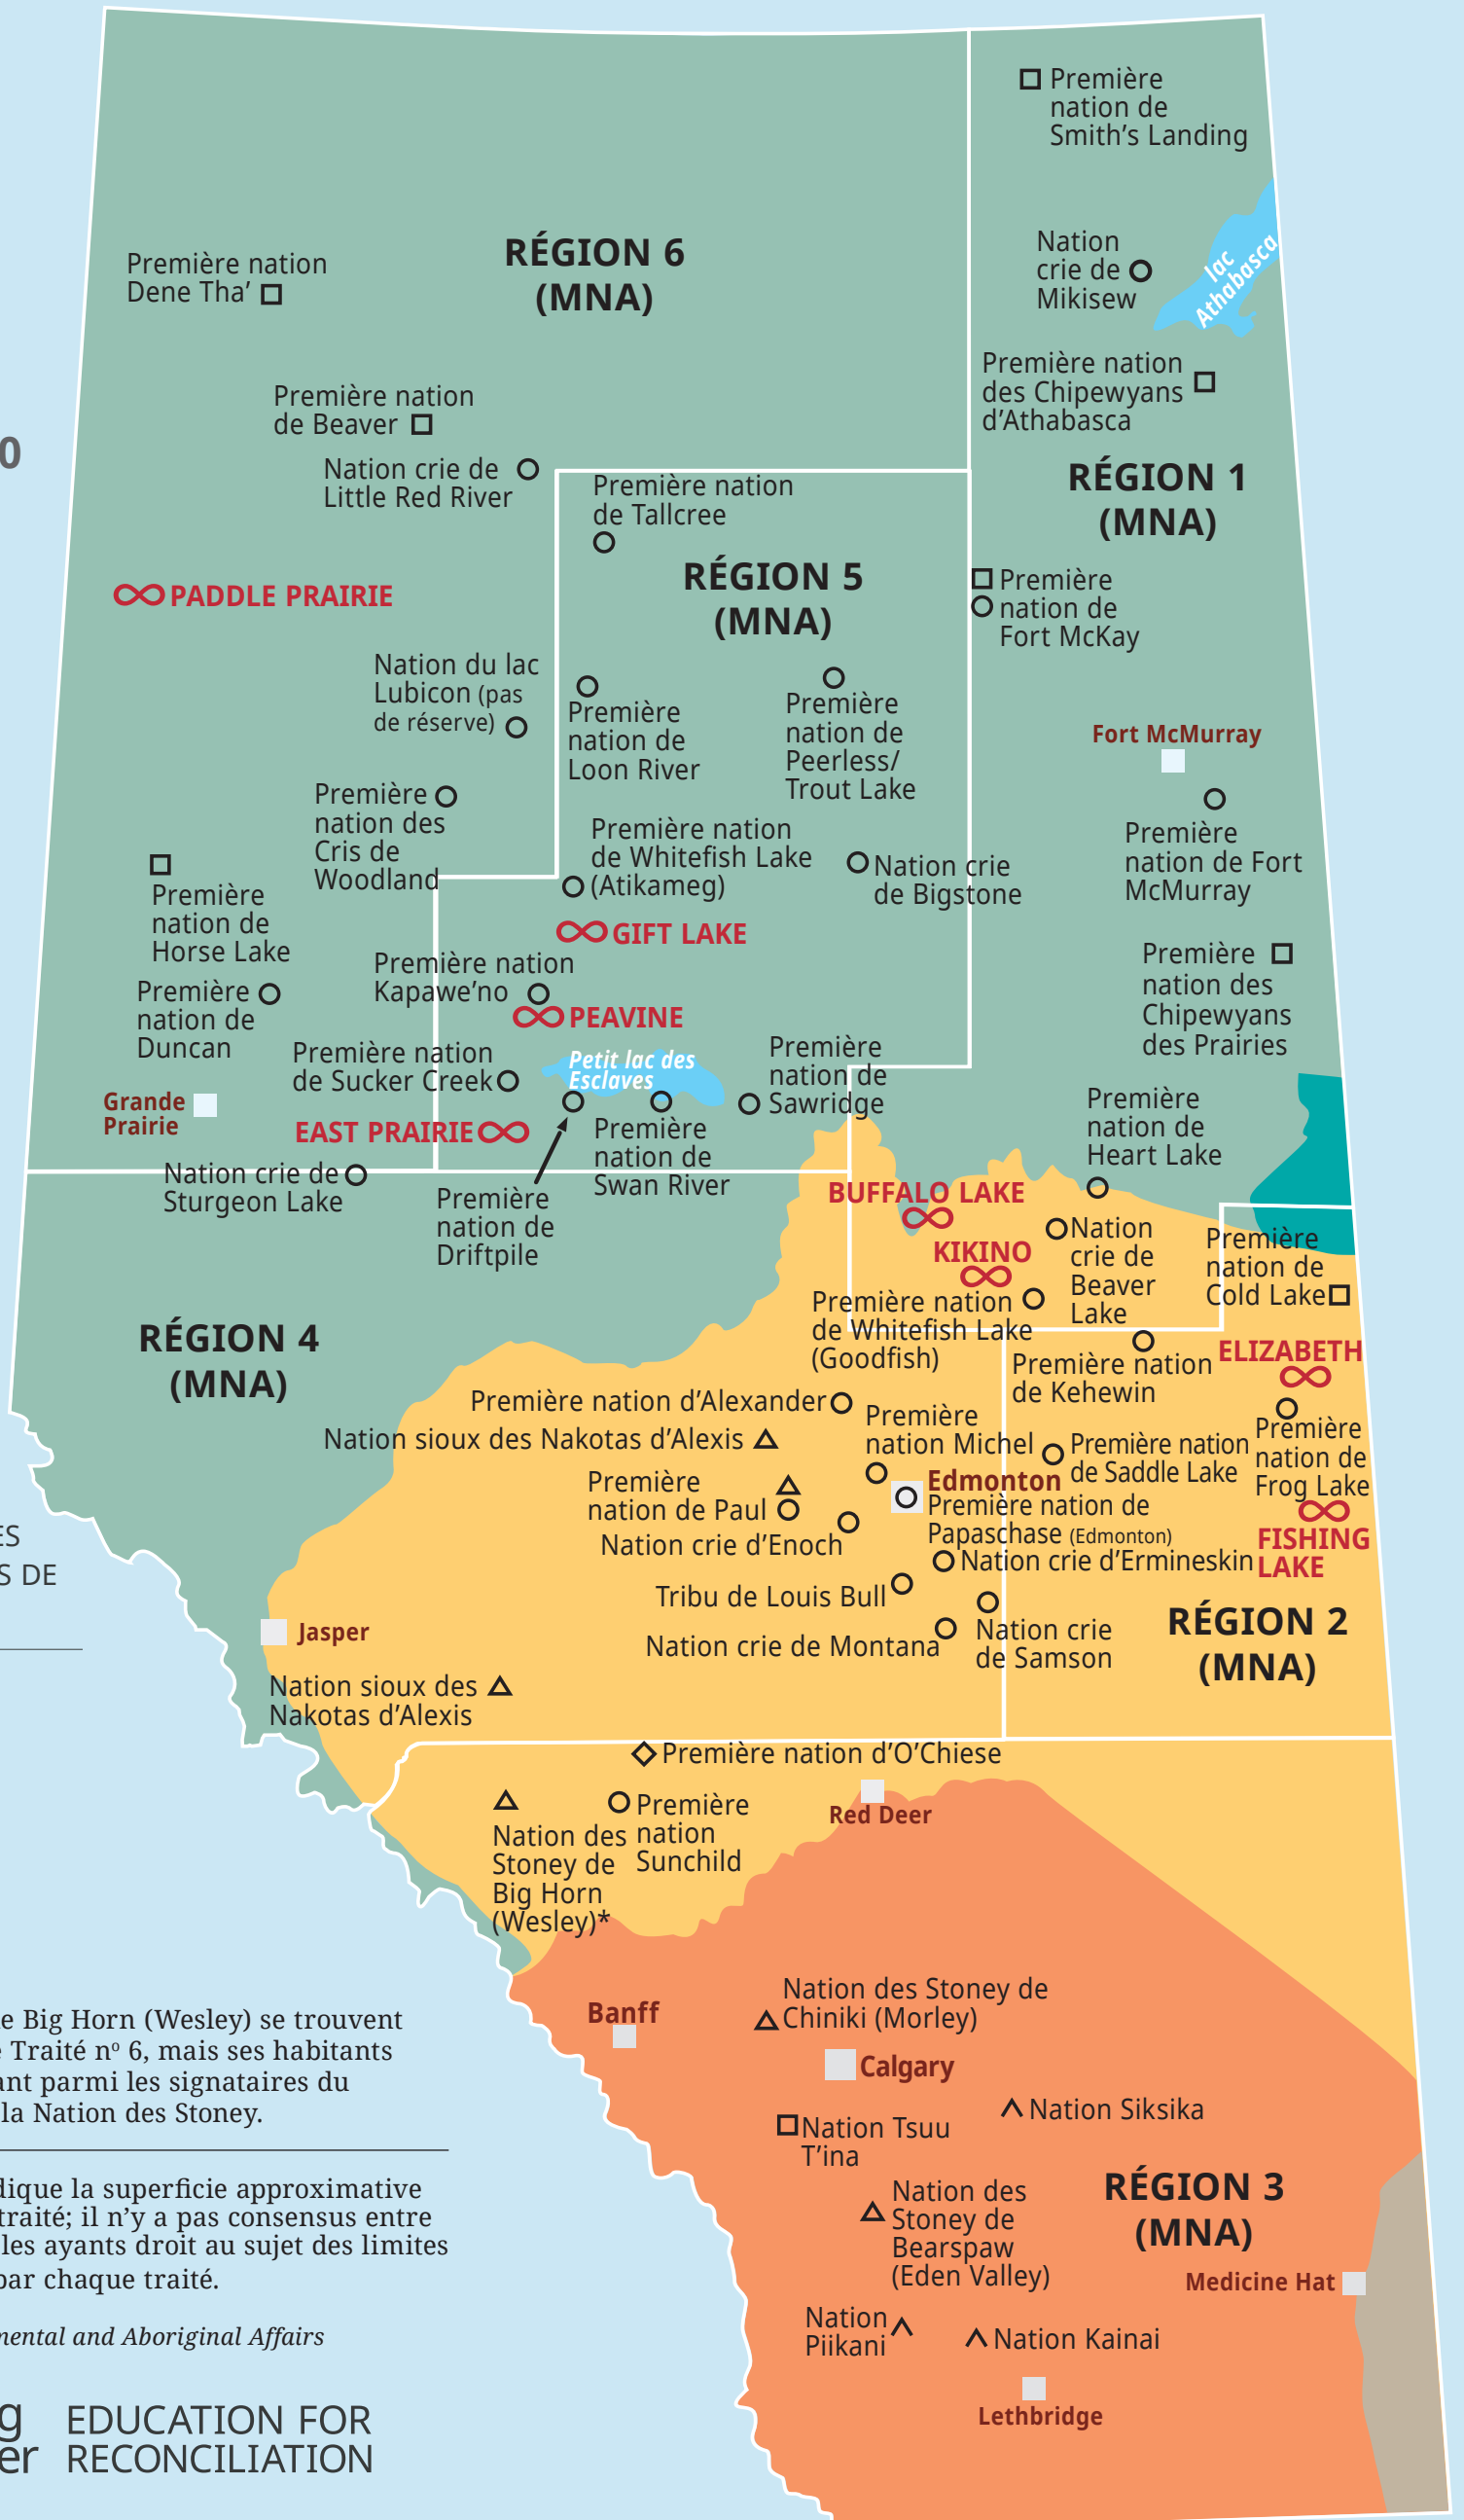 Première
nation de
Smith’s Landing
Nation
crie de
Mikisew
lac
Athabasca
RÉGION 6
(MNA)
Première nation
Dene Tha’
Première nation
des Chipewyans
d’Athabasca
Première nation
de Beaver
0
Nation crie de
Little Red River
RÉGION 1
(MNA)
Première nation
de Tallcree
RÉGION 5
(MNA)
Première
nation de
Fort McKay
PADDLE PRAIRIE
Nation du lac
Lubicon (pas
de réserve)
Première
nation de
Loon River
Première
nation de
Peerless/
Trout Lake
Fort McMurray
Première
nation des
Cris de
Woodland
Première nation
de Whitefish Lake
(Atikameg)
Nation crie
de Bigstone
Première
nation de Fort
McMurray
Première
nation de
Horse Lake
GIFT LAKE
Première nation
Kapawe’no
Première
nation des
Chipewyans
des Prairies
Première
nation de
Duncan
PEAVINE
Première nation
de Sucker Creek
Petit lac des
Esclaves
Première
nation de
Sawridge
Grande
Prairie
EAST PRAIRIE
Première
nation de
Swan River
Première
nation de
Heart Lake
Nation crie de
Sturgeon Lake
Première
nation de
Driftpile
BUFFALO LAKE
KIKINO
Nation
crie de
Beaver
Lake
Première
nation de
Cold Lake
Première nation
de Whitefish Lake
(Goodfish)
RÉGION 4
(MNA)
Première nation
de Kehewin
ELIZABETH
Première nation d’Alexander
Nation sioux des Nakotas d’Alexis
Première
nation Michel
Première nation
de Saddle Lake
Première
nation de
Frog Lake
Première
nation de Paul
Edmonton
Première nation de
Papaschase (Edmonton)
Nation crie d’Enoch
FISHING
LAKE
Nation crie d’Ermineskin
Tribu de Louis Bull
Nation crie de Montana
Nation crie
de Samson
RÉGION 2
(MNA)
ES
S DE
Jasper
Nation sioux des
Nakotas d’Alexis
Première nation d’O’Chiese
Nation des
Stoney de
Big Horn
(Wesley)*
Première
nation
Sunchild
Red Deer
Nation des Stoney de
Chiniki (Morley)
Banff
Calgary
Nation Siksika
Nation Tsuu
T’ina
Nation des
Stoney de
Bearspaw
(Eden Valley)
RÉGION 3
(MNA)
Medicine Hat
Nation
Piikani
Nation Kainai
Lethbridge
e Big Horn (Wesley) se trouvent
e Traité nº 6, mais ses habitants
ant parmi les signataires du
la Nation des Stoney.
dique la superficie approximative
traité; il n’y a pas consensus entre
les ayants droit au sujet des limites
par chaque traité.
mental and Aboriginal Affairs
g
er
EDUCATION FOR
RECONCILIATION